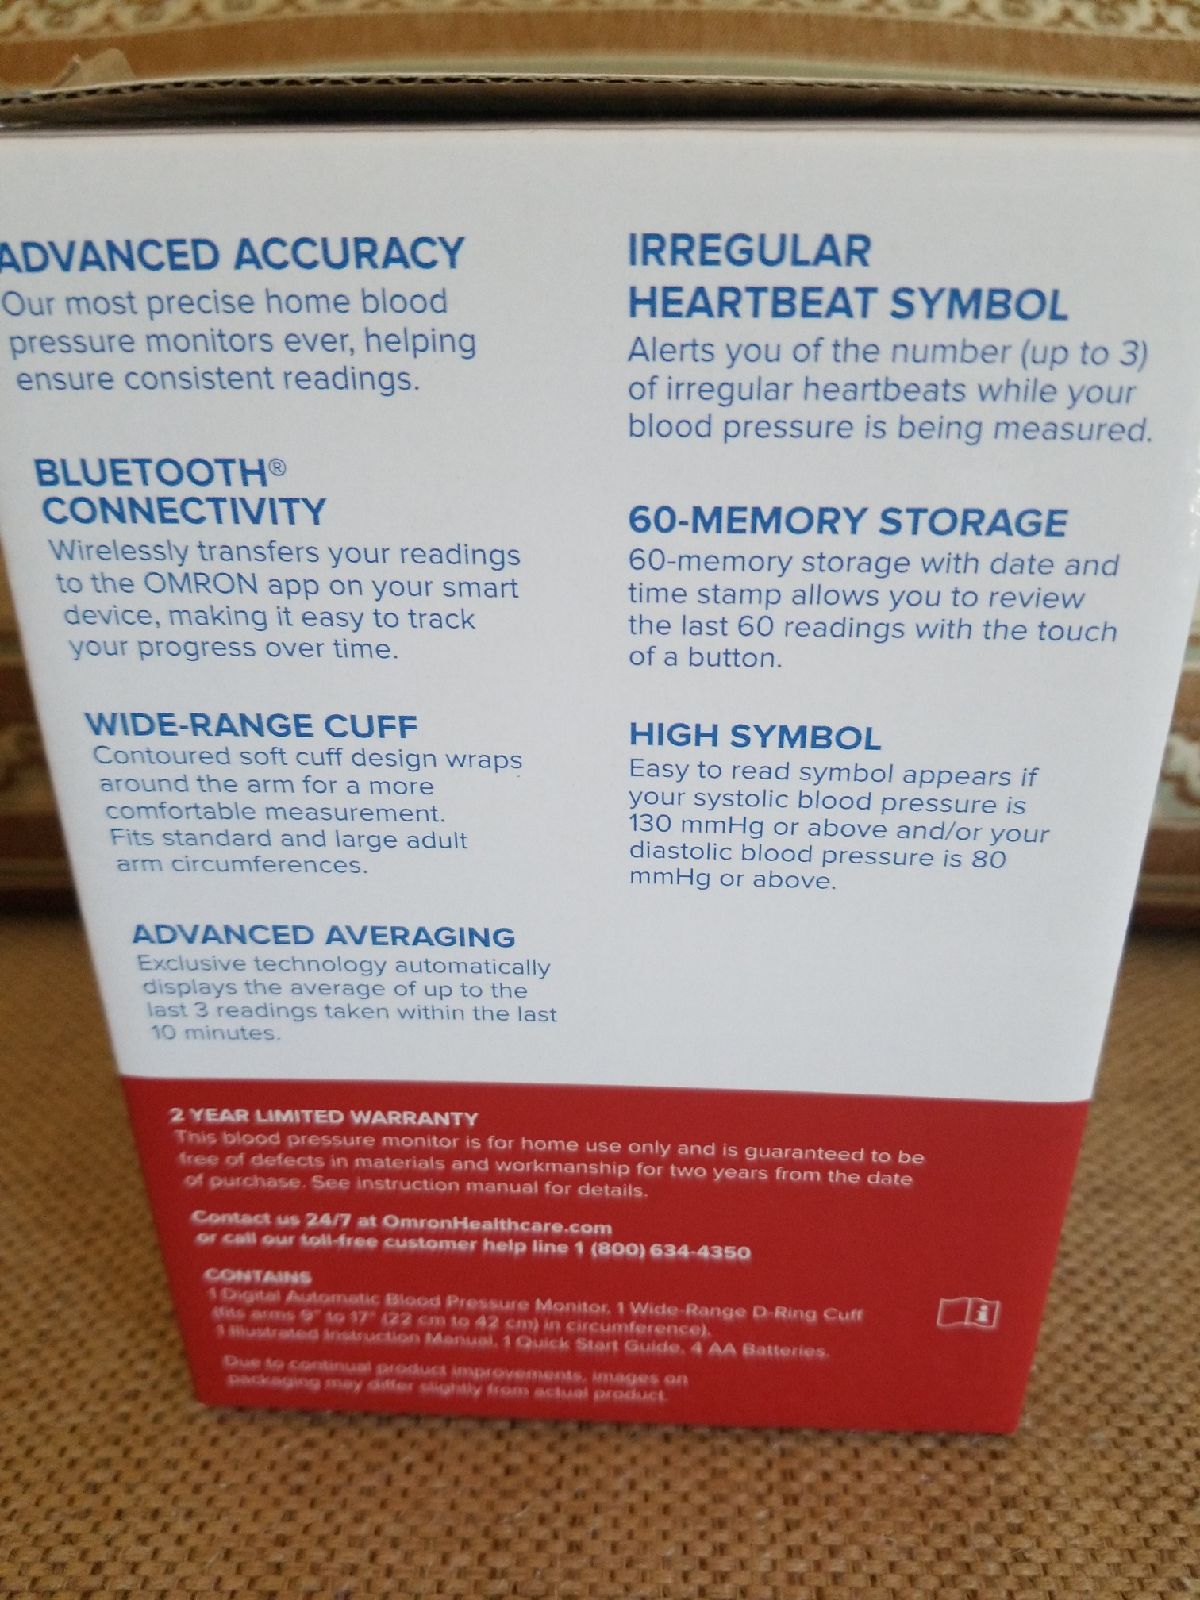 ADVANCED ACCURACY
Our most precise home blood
pressure monitors ever, helping
ensure consistent readings.
BLUETOOTH®
CONNECTIVITY
Wirelessly transfers your readings
to the OMRON app on your smart
device, making it easy to track
your progress over time.
WIDE-RANGE CUFF
Contoured soft cuff design wraps
around the arm for a more
comfortable measurement.
Fits standard and large adult
arm circumferences.
ADVANCED AVERAGING
Exclusive technology automatically
displays the average of up to the
last 3 readings taken within the last
10 minutes.
IRREGULAR
HEARTBEAT SYMBOL
Alerts you of the number (up to 3)
of irregular heartbeats while your
blood pressure is being measured.
60-MEMORY STORAGE
60-memory storage with date and
time stamp allows you to review
the last 60 readings with the touch
of a button.
HIGH SYMBOL
Easy to read symbol appears if
your systolic blood pressure is
130 mmHg or above and/or your
diastolic blood pressure is 80
mmHg or above.
2 YEAR LIMITED WARRANTY
This blood pressure monitor is for home use only and is guaranteed to be
free of defects in materials and workmanship for two years from the date
of purchase. See instruction manual for details.
Contact us 24/7 at OmronHealthcare.com
or call our toll-free customer help line 1 (800) 634-4350
CONTAINS
1 Digital Automatic Blood Pressure Monitor, 1 Wide-Range D-Ring Cuff
(fits arms 9" to 17" (22 cm to 42 cm) in circumference),
1 Illustrated Instruction Manual, 1 Quick Start Guide, 4 AA Batteries.
Due to continual product improvements, images on
packaging may differ slightly from actual product.